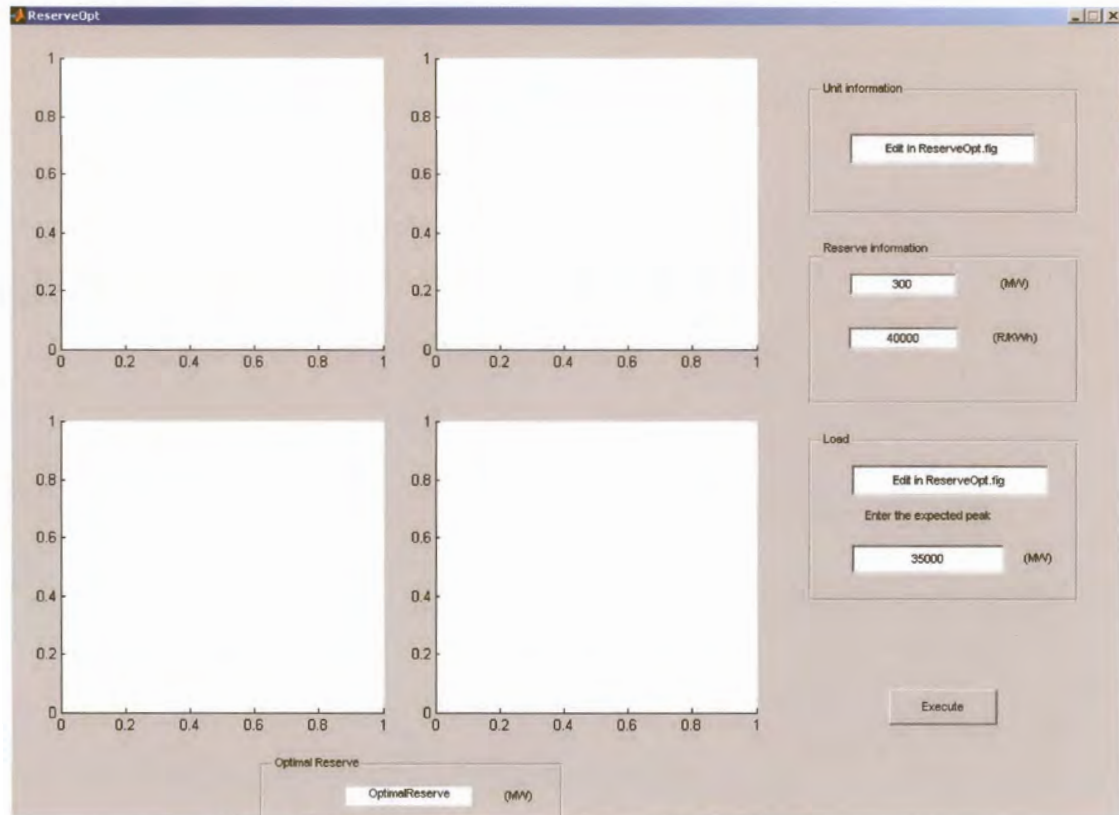 ReserveOpt
1
0.8
0.6
0.4
0.2
0
0 0.2 0.4 0.6 0.8 1
1
0.8
0.6
0.4
0.2
0
0 0.2 0.4 0.6 0.8 1
1
0.8
0.6
0.4
0.2
0
0 0.2 0.4 0.6 0.8 1
1
0.8
0.6
0.4
0.2
0
0 0.2 0.4 0.6 0.8 1
Unit information
Edit in ReserveOpt.fig
Reserve information
300 (MW)
40000 (R/KWh)
Load
Edit in ReserveOpt.fig
Enter the expected peak
35000 (MW)
Execute
Optimal Reserve
OptimalReserve (MW)